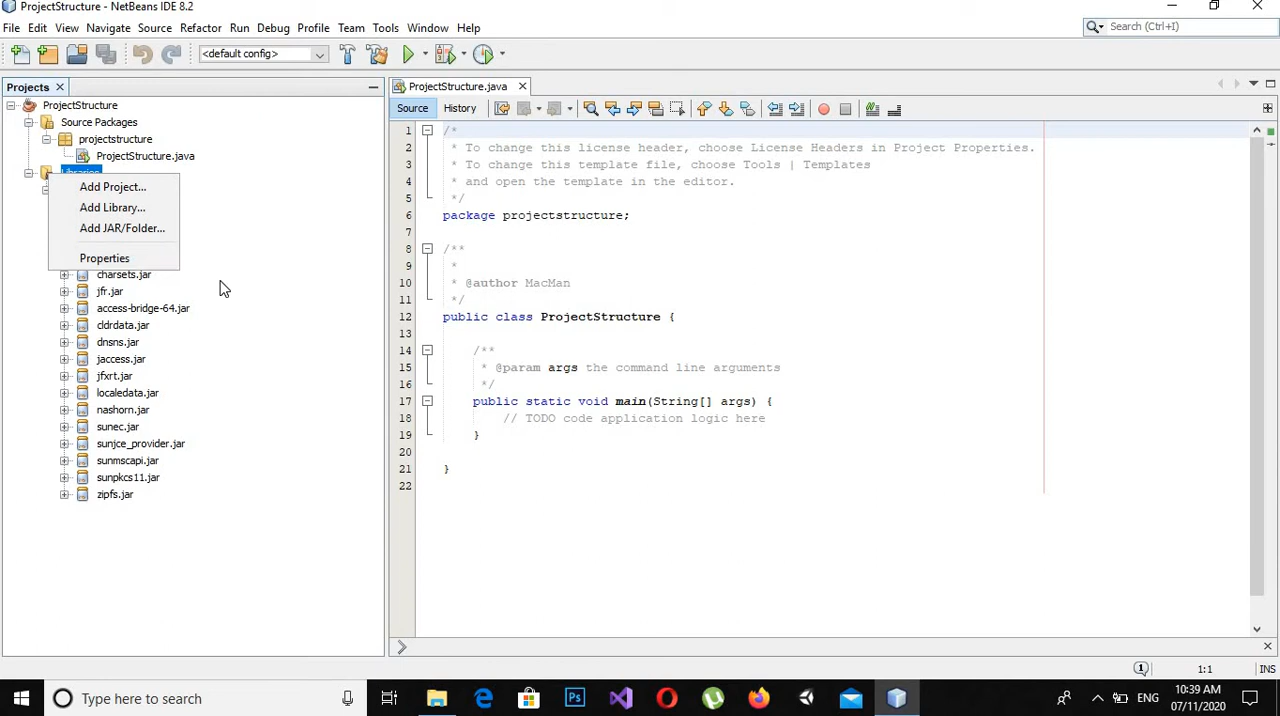 ProjectStructure - NetBeans IDE 8.2
File Edit View Navigate Source Refactor Run Debug Profile Team Tools Window Help
Search (Ctrl+I)
<default config>
Projects
ProjectStructure
Source Packages
projectstructure
ProjectStructure.java
Libraries
Add Project...
Add Library...
Add JAR/Folder...
Properties
charsets.jar
jfr.jar
access-bridge-64.jar
cldrdata.jar
dnsns.jar
jaccess.jar
jfxrt.jar
localedata.jar
nashorn.jar
sunec.jar
sunjce_provider.jar
sunmscapi.jar
sunpkcs11.jar
zipfs.jar
ProjectStructure.java
Source History
1 /*
2 * To change this license header, choose License Headers in Project Properties.
3 * To change this template file, choose Tools | Templates
4 * and open the template in the editor.
5 */
6 package projectstructure;
7
8 /**
9 *
10 * @author MacMan
11 */
12 public class ProjectStructure {
13
14 /**
15 * @param args the command line arguments
16 */
17 public static void main(String[] args) {
18 // TODO code application logic here
19 }
20
21 }
22
1:1 INS
Type here to search
ENG
10:39 AM
07/11/2020